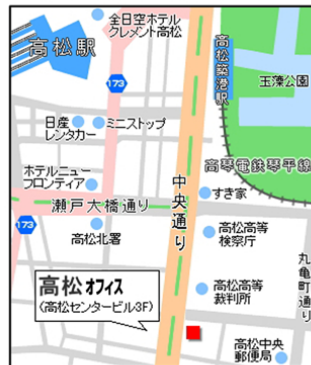 全日空ホテル
クレメント高松
高松駅
高松築港駅
玉藻公園
173
日産
レンタカー
ミニストップ
高琴電鉄琴平線
ホテルニュー
フロンティア
すき家
瀬戸大橋通り
中央通り
173
高松北署
高松高等
検察庁
丸亀町通り
高松オフィス
(高松センタービル3F)
高松高等
裁判所
高松中央
郵便局